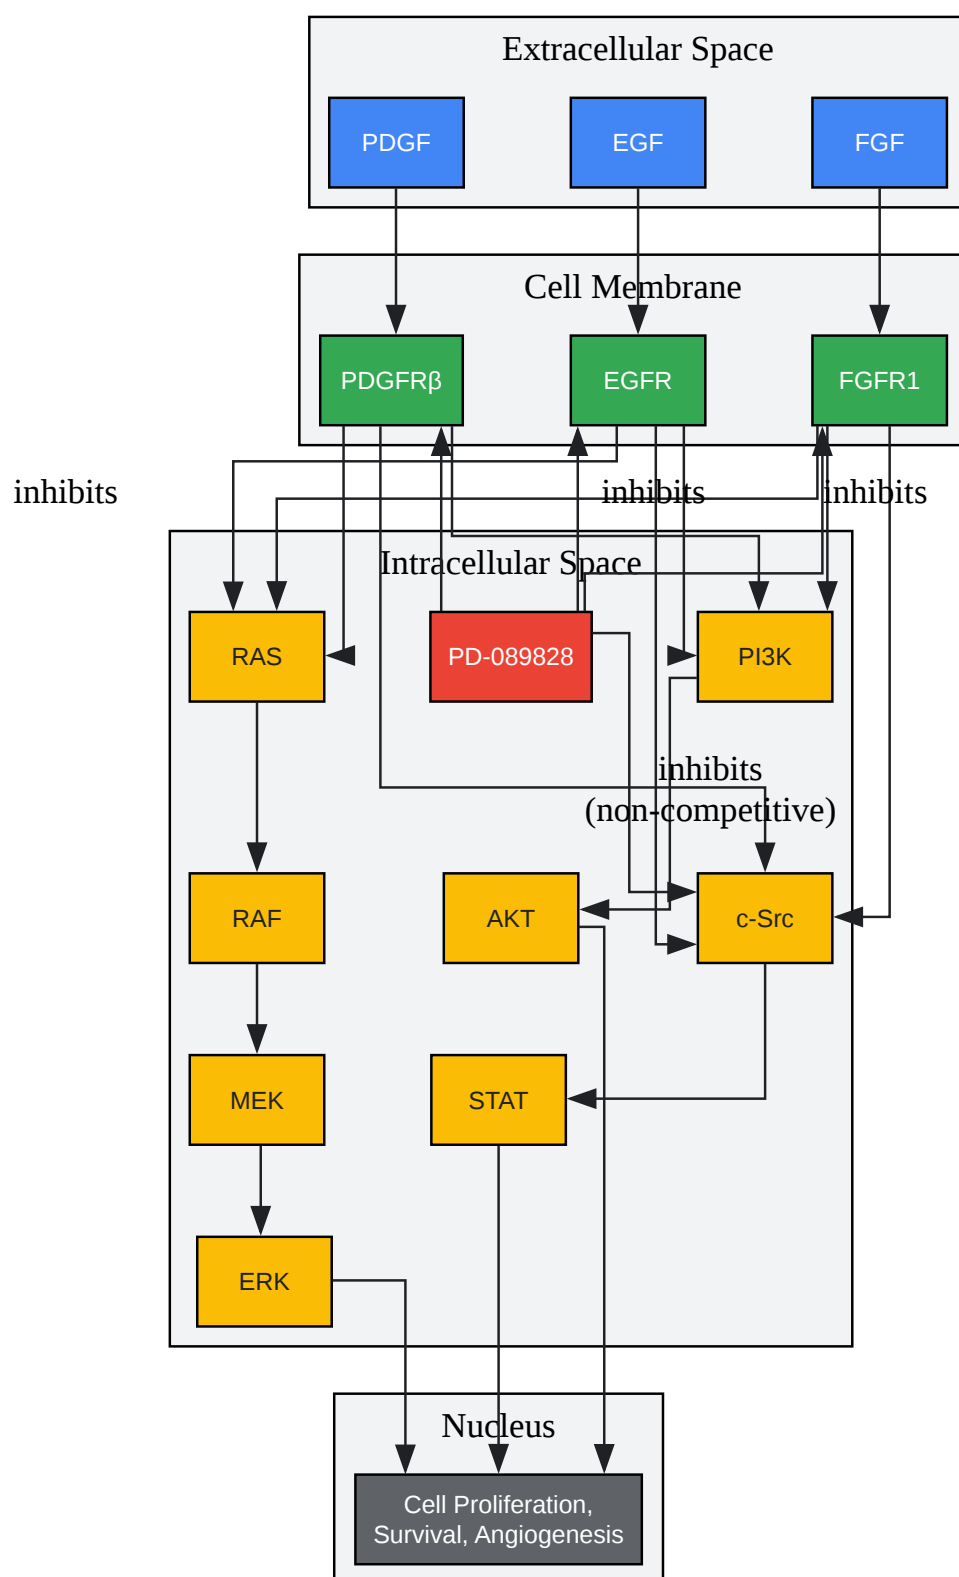 Extracellular Space
PDGF
EGF
FGF
Cell Membrane
PDGFRβ
EGFR
FGFR1
inhibits
inhibits
inhibits
Intracellular Space
RAS
PD-089828
PI3K
inhibits
(non-competitive)
RAF
AKT
c-Src
MEK
STAT
ERK
Nucleus
Cell Proliferation,
Survival, Angiogenesis